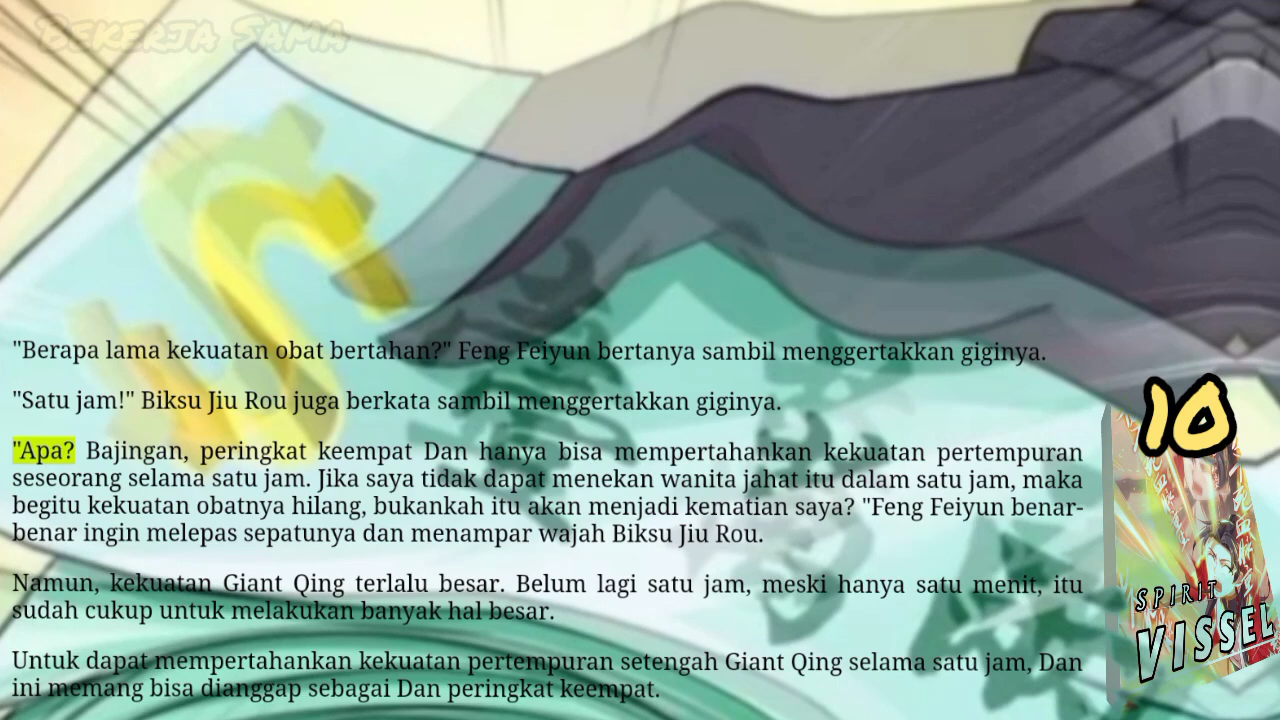 BEKERJA SAMA
"Berapa lama kekuatan obat bertahan?" Feng Feiyun bertanya sambil menggertakkan giginya.
"Satu jam!" Biksu Jiu Rou juga berkata sambil menggertakkan giginya.
"Apa? Bajingan, peringkat keempat Dan hanya bisa mempertahankan kekuatan pertempuran
seseorang selama satu jam. Jika saya tidak dapat menekan wanita jahat itu dalam satu jam, maka
begitu kekuatan obatnya hilang, bukankah itu akan menjadi kematian saya? "Feng Feiyun benar-
benar ingin melepas sepatunya dan menampar wajah Biksu Jiu Rou.
Namun, kekuatan Giant Qing terlalu besar. Belum lagi satu jam, meski hanya satu menit, itu
sudah cukup untuk melakukan banyak hal besar.
Untuk dapat mempertahankan kekuatan pertempuran setengah Giant Qing selama satu jam, Dan
ini memang bisa dianggap sebagai Dan peringkat keempat.
10
SPIRIT
VISSEL